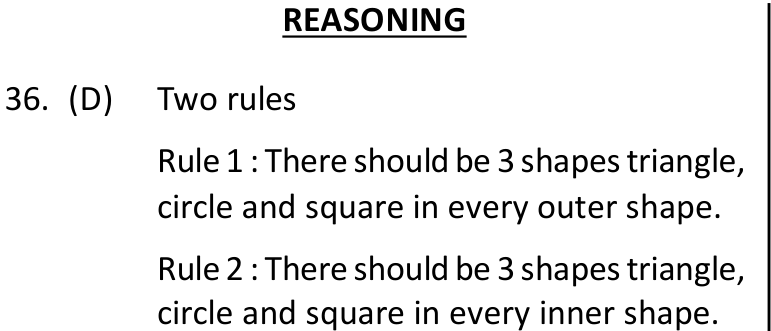 REASONING
36. (D) Two rules
Rule 1 : There should be 3 shapes triangle,
circle and square in every outer shape.
Rule 2 : There should be 3 shapes triangle,
circle and square in every inner shape.